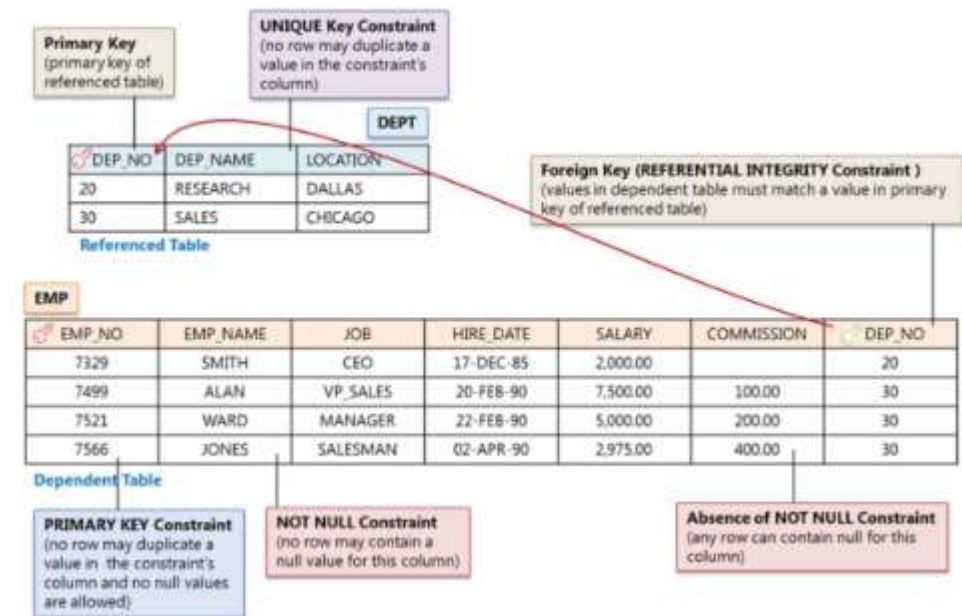 Primary Key
(primary key of
referenced table)
UNIQUE Key Constraint
(no row may duplicate a
value in the constraint's
column)
DEPT
DEP_NO DEP_NAME LOCATION
20 RESEARCH DALLAS
30 SALES CHICAGO
Referenced Table
Foreign Key (REFERENTIAL INTEGRITY Constraint )
(values in dependent table must match a value in primary
key of referenced table)
EMP
EMP_NO EMP_NAME JOB HIRE_DATE SALARY COMMISSION DEP_NO
7329 SMITH CEO 17-DEC-85 2,000.00 20
7499 ALAN VP_SALES 20-FEB-90 7,500.00 100.00 30
7521 WARD MANAGER 22-FEB-90 5,000.00 200.00 30
7566 JONES SALESMAN 02-APR-90 2,975.00 400.00 30
Dependent Table
PRIMARY KEY Constraint
(no row may duplicate a
value in the constraint's
column and no null values
are allowed)
NOT NULL Constraint
(no row may contain a
null value for this column)
Absence of NOT NULL Constraint
(any row can contain null for this
column)